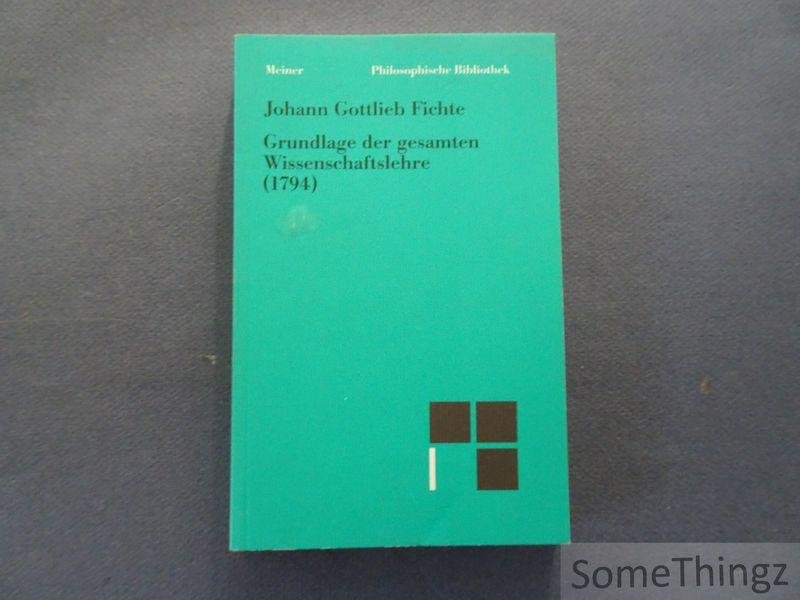 Meiner Philosophische Bibliothek
Johann Gottlieb Fichte
Grundlage der gesamten
Wissenschaftslehre
(1794)
SomeThingz